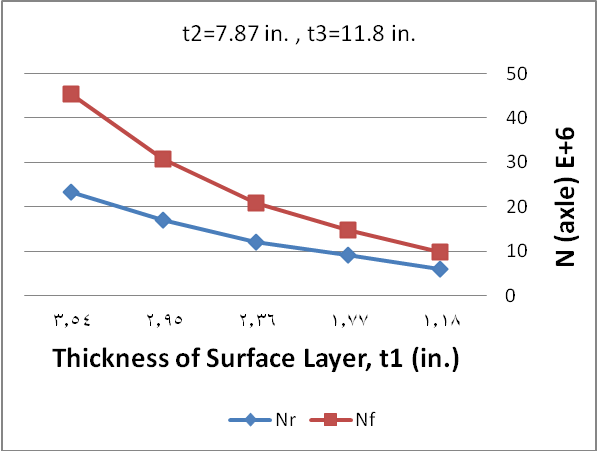 t2=7.87 in. , t3=11.8 in.
50
40
30
20
10
0
N (axle) E+6
٣,٥٤ ٢,٩٥ ٢,٣٦ ١,٧٧ ١,١٨
Thickness of Surface Layer, t1 (in.)
Nr Nf